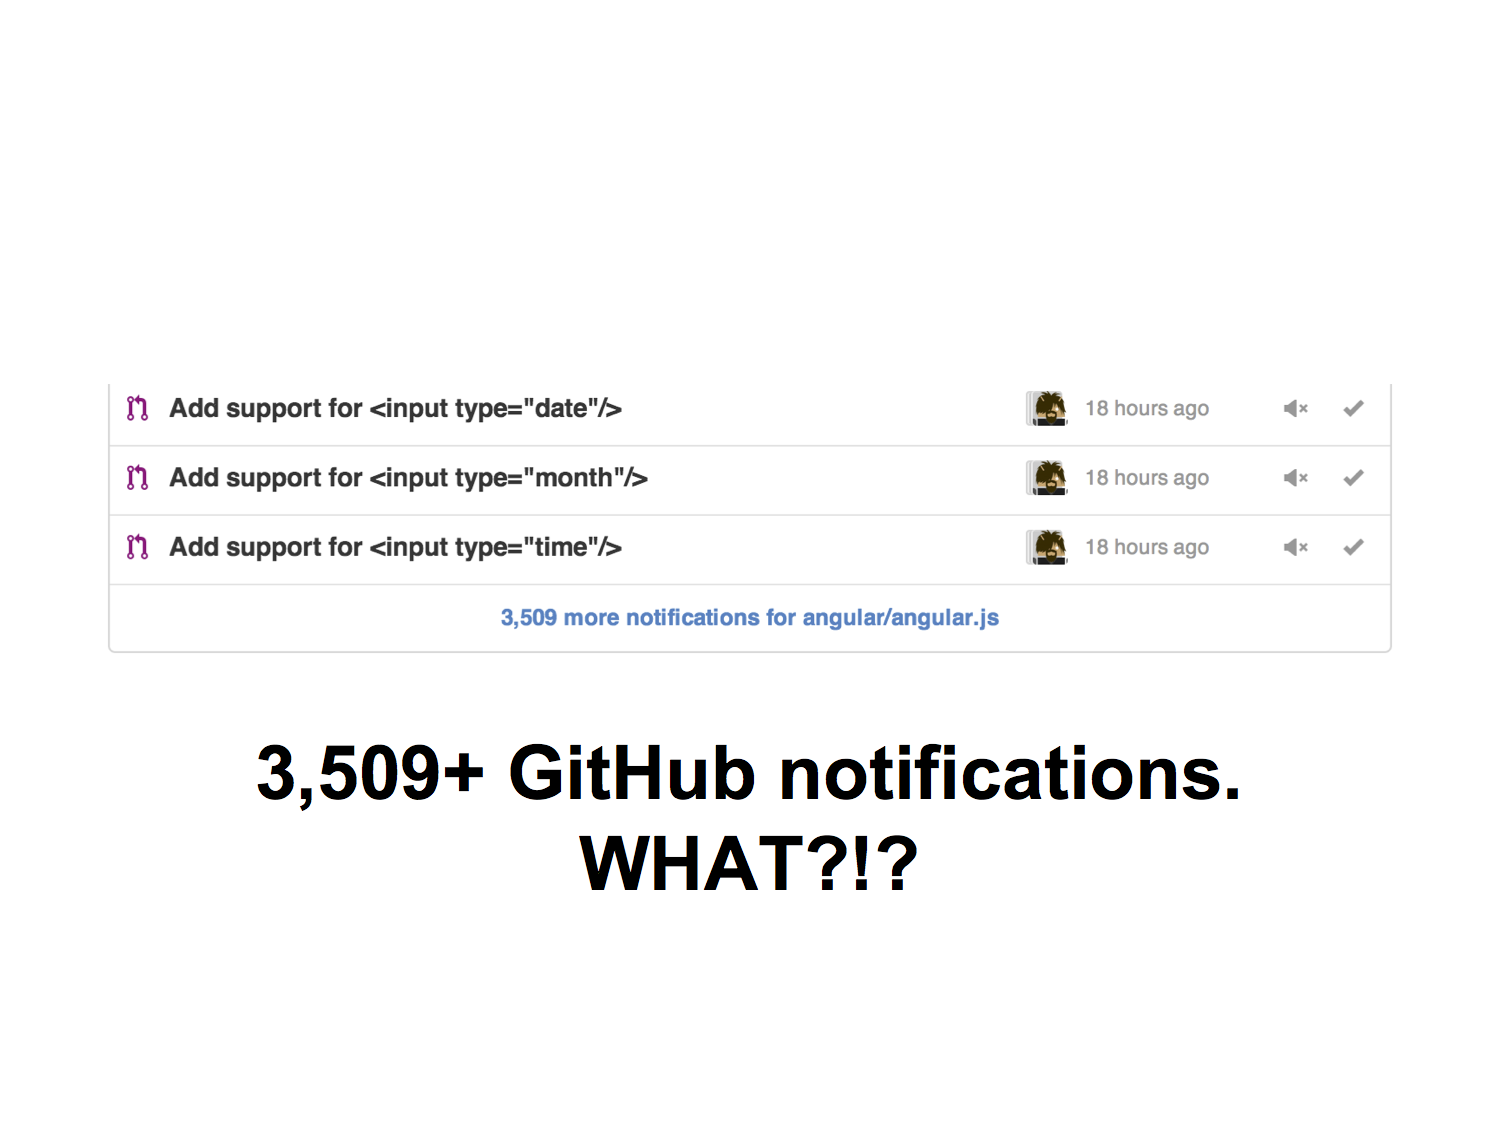 Add support for <input type="date"/> 18 hours ago
Add support for <input type="month"/> 18 hours ago
Add support for <input type="time"/> 18 hours ago
3,509 more notifications for angular/angular.js
3,509+ GitHub notifications.
WHAT?!?